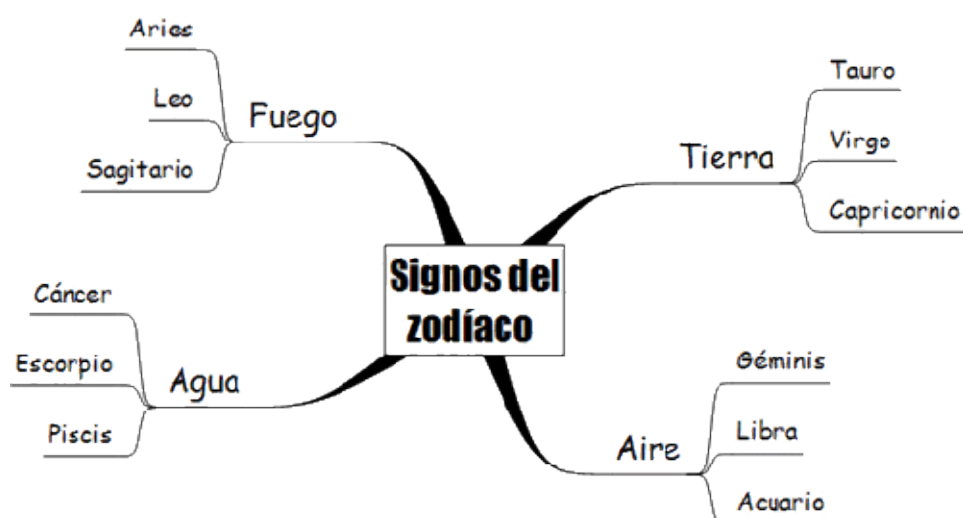 Aries
Leo
Sagitario
Fuego
Tauro
Virgo
Capricornio
Tierra
Signos del
zodíaco
Cáncer
Escorpio
Piscis
Agua
Géminis
Libra
Acuario
Aire